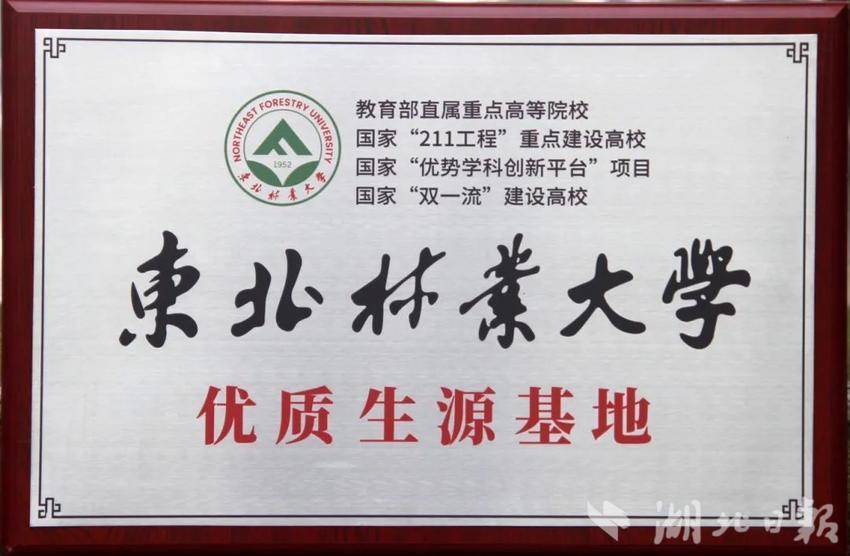 NORTHEAST FORESTRY UNIVERSITY
1952
東北林業大學
教育部直属重点高等院校
国家“211工程”重点建设高校
国家“优势学科创新平台”项目
国家“双一流”建设高校
東北林業大學
优质生源基地
湖北日报